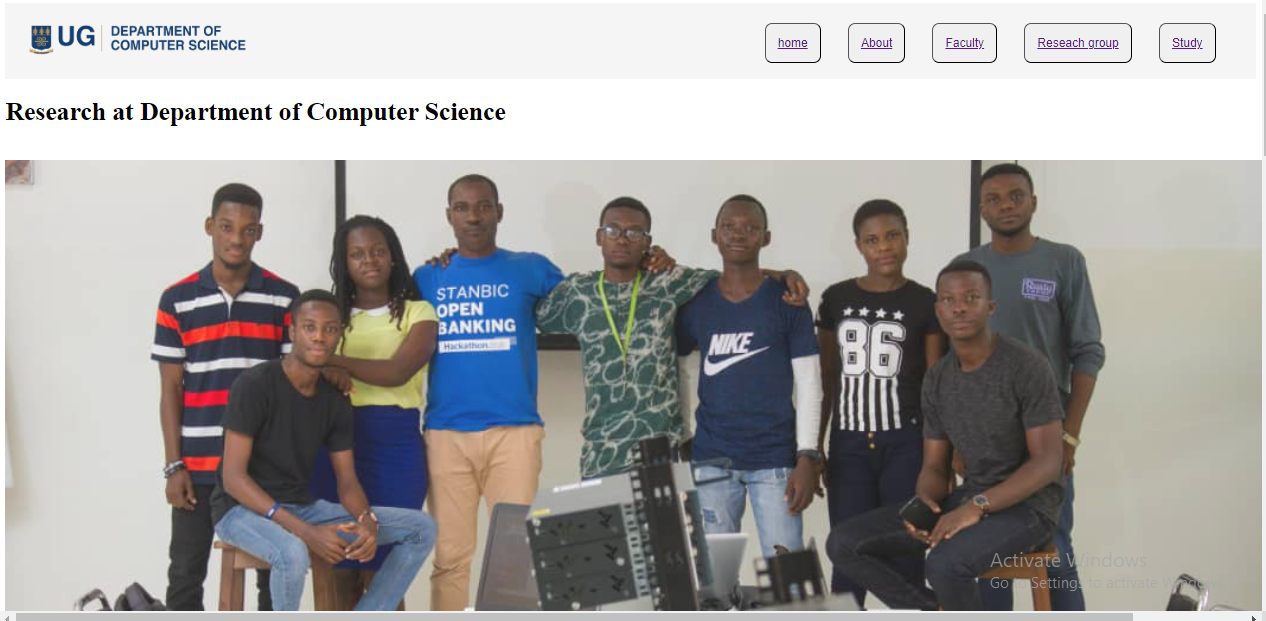 UG DEPARTMENT OF
COMPUTER SCIENCE
home About Faculty Reseach group Study
Research at Department of Computer Science
STANBIC
OPEN
BANKING
Hackathon
NIKE
86
Activate Windows
Go to Settings to activate Windows.